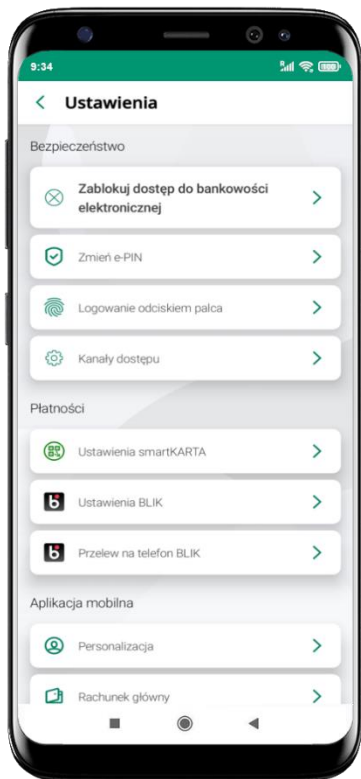 9:34
Ustawienia
Bezpieczeństwo
Zablokuj dostęp do bankowości
elektronicznej
Zmień e-PIN
Logowanie odciskiem palca
Kanały dostępu
Płatności
Ustawienia smartKARTA
Ustawienia BLIK
Przelew na telefon BLIK
Aplikacja mobilna
Personalizacja
Rachunek główny